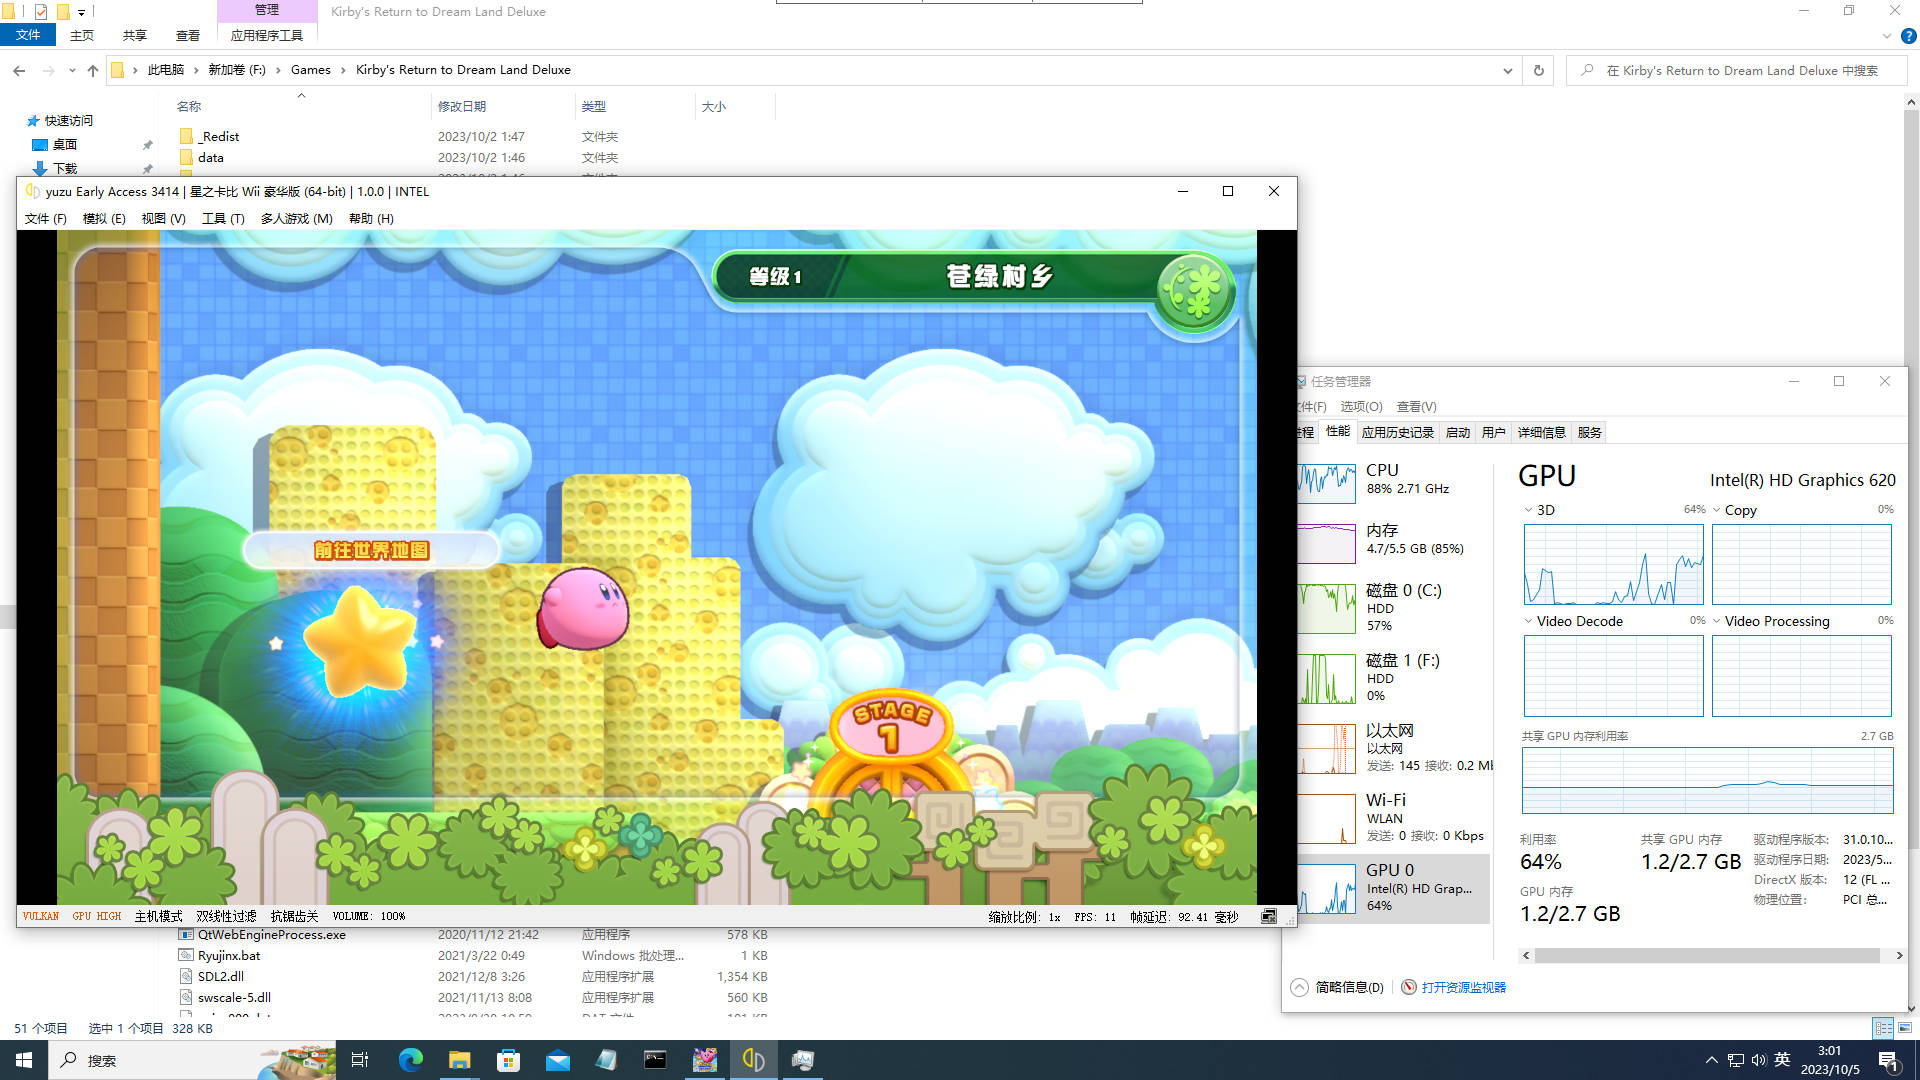 管理
Kirby's Return to Dream Land Deluxe
文件
主页
共享
查看
应用程序工具
此电脑 › 新加卷 (F:) › Games › Kirby's Return to Dream Land Deluxe
在 Kirby's Return to Dream Land Deluxe 中搜索
名称
修改日期
类型
大小
快速访问
桌面
下载
_Redist 2023/10/2 1:47 文件夹
data 2023/10/2 1:46 文件夹
yuzu Early Access 3414 | 星之卡比 Wii 豪华版 (64-bit) | 1.0.0 | INTEL
文件 (F) 模拟 (E) 视图 (V) 工具 (T) 多人游戏 (M) 帮助 (H)
等级1
苍绿村乡
前往世界地图
STAGE
1
VULKAN GPU HIGH 主机模式 双线性过滤 抗锯齿关 VOLUME: 100%
缩放比例: 1x FPS: 11 帧延迟: 92.41 毫秒
QtWebEngineProcess.exe 2020/11/12 21:42 应用程序 578 KB
Ryujinx.bat 2021/3/22 0:49 Windows 批处理... 1 KB
SDL2.dll 2021/12/8 3:26 应用程序扩展 1,354 KB
swscale-5.dll 2021/11/13 8:08 应用程序扩展 560 KB
51 个项目 选中 1 个项目 328 KB
任务管理器
件(F) 选项(O) 查看(V)
程 性能 应用历史记录 启动 用户 详细信息 服务
CPU
88% 2.71 GHz
内存
4.7/5.5 GB (85%)
磁盘 0 (C:)
HDD
57%
磁盘 1 (F:)
HDD
0%
以太网
以太网
发送: 145 接收: 0.2 Mb
Wi-Fi
WLAN
发送: 0 接收: 0 Kbps
GPU 0
Intel(R) HD Grap...
64%
GPU
Intel(R) HD Graphics 620
3D 64%
Copy 0%
Video Decode 0%
Video Processing 0%
共享 GPU 内存利用率 2.7 GB
利用率
64%
共享 GPU 内存
1.2/2.7 GB
GPU 内存
1.2/2.7 GB
驱动程序版本: 31.0.10...
驱动程序日期: 2023/5...
DirectX 版本: 12 (FL ...
物理位置: PCI 总...
简略信息(D)
打开资源监视器
搜索
英
3:01
2023/10/5
1